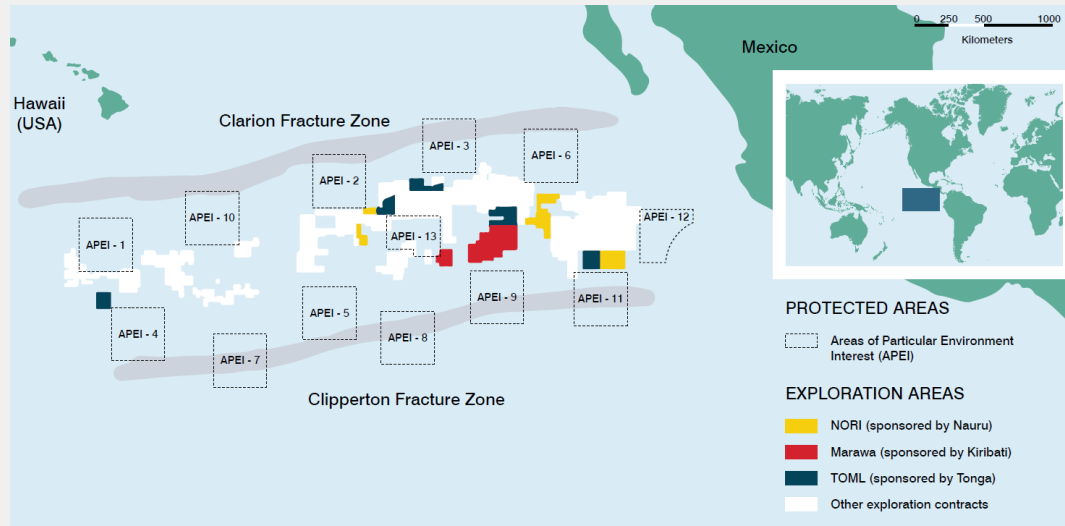 0 250 500 1000
Kilometers
Mexico
Hawaii
(USA)
Clarion Fracture Zone
APEI - 3
APEI - 6
APEI - 2
APEI - 10
APEI - 12
APEI - 13
APEI - 1
APEI - 9
APEI - 11
APEI - 5
APEI - 4
APEI - 8
APEI - 7
Clipperton Fracture Zone
PROTECTED AREAS
Areas of Particular Environment
Interest (APEI)
EXPLORATION AREAS
NORI (sponsored by Nauru)
Marawa (sponsored by Kiribati)
TOML (sponsored by Tonga)
Other exploration contracts